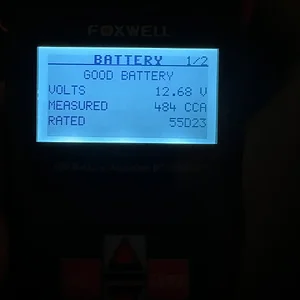 FOXWELL
BATTERY 1/2
GOOD BATTERY
VOLTS 12.68 V
MEASURED 484 CCA
RATED 55D23